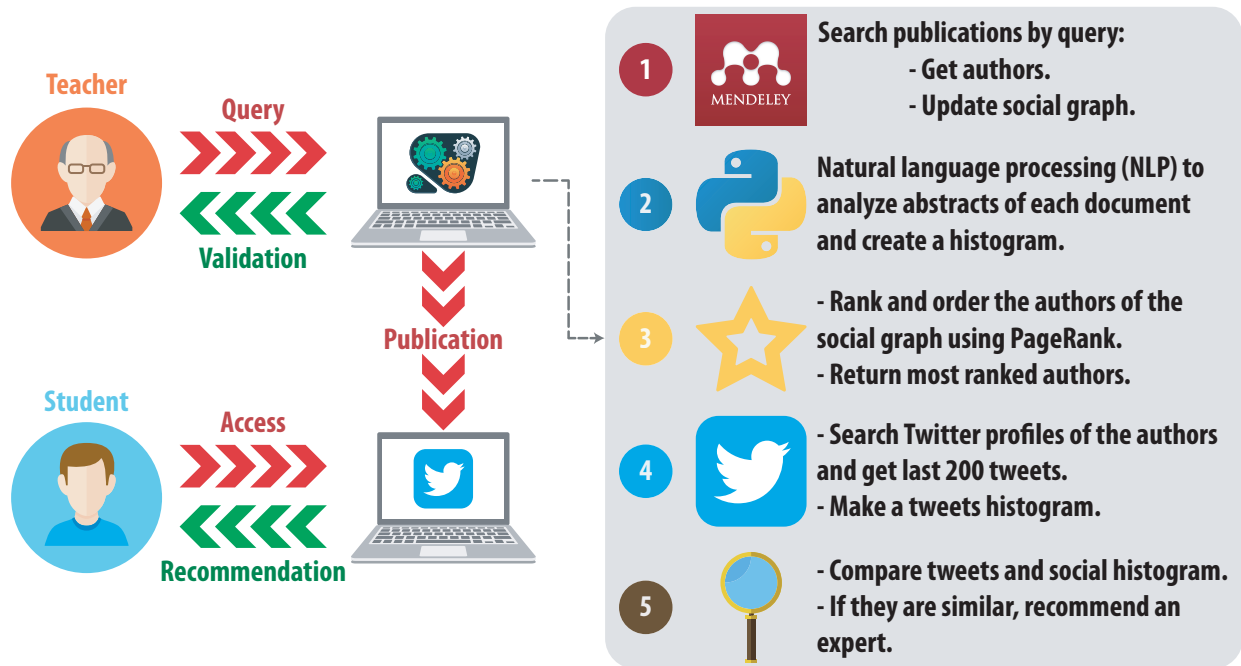 Teacher
Query
Validation
Publication
Student
Access
Recommendation
1
MENDELEY
Search publications by query:
- Get authors.
- Update social graph.
2
Natural language processing (NLP) to
analyze abstracts of each document
and create a histogram.
3
- Rank and order the authors of the
social graph using PageRank.
- Return most ranked authors.
4
- Search Twitter profiles of the authors
and get last 200 tweets.
- Make a tweets histogram.
5
- Compare tweets and social histogram.
- If they are similar, recommend an
expert.